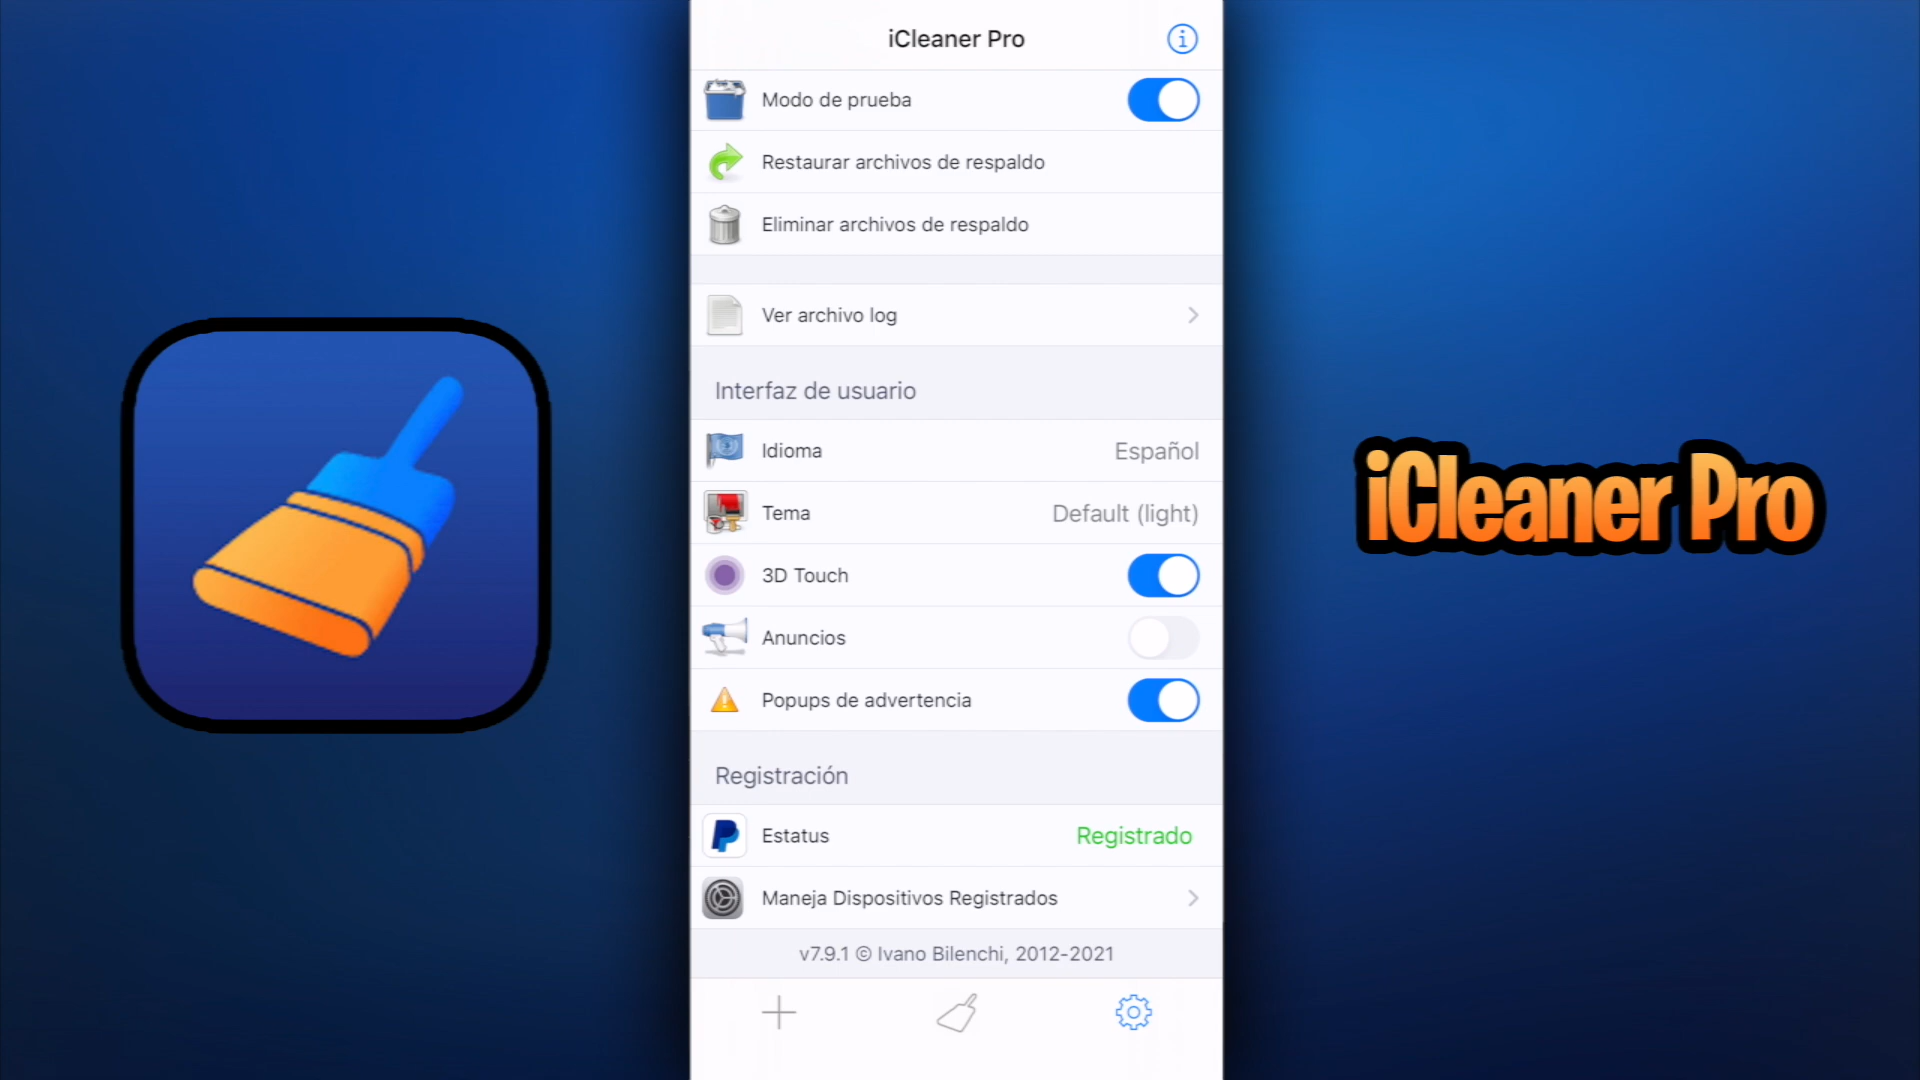 iCleaner Pro
Modo de prueba
Restaurar archivos de respaldo
Eliminar archivos de respaldo
Ver archivo log
Interfaz de usuario
Idioma Español
Tema Default (light)
3D Touch
Anuncios
Popups de advertencia
Registración
Estatus Registrado
Maneja Dispositivos Registrados
v7.9.1 © Ivano Bilenchi, 2012-2021
iCleaner Pro